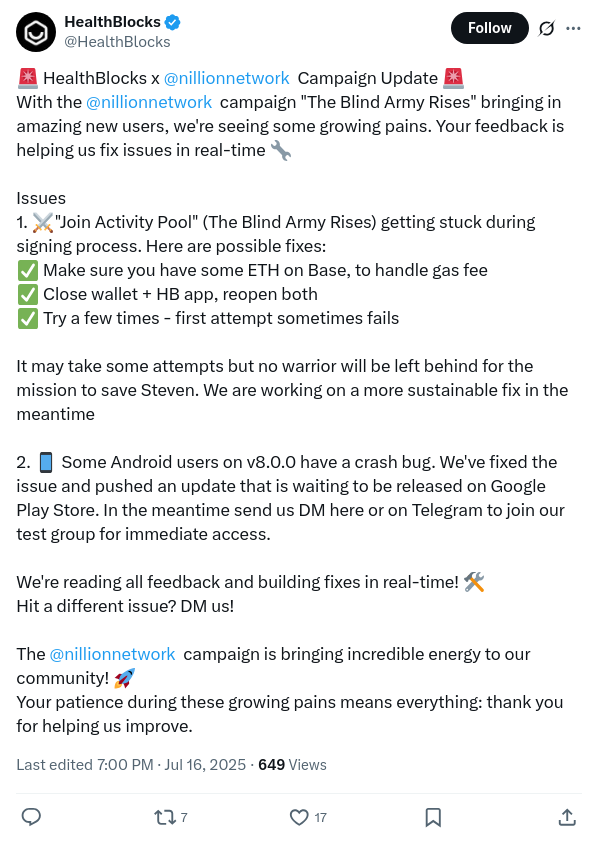 HealthBlocks
@HealthBlocks
Follow
🚨 HealthBlocks x @nillionnetwork Campaign Update 🚨
With the @nillionnetwork campaign "The Blind Army Rises" bringing in
amazing new users, we're seeing some growing pains. Your feedback is
helping us fix issues in real-time 🔧
Issues
1. ⚔️"Join Activity Pool" (The Blind Army Rises) getting stuck during
signing process. Here are possible fixes:
✅ Make sure you have some ETH on Base, to handle gas fee
✅ Close wallet + HB app, reopen both
✅ Try a few times - first attempt sometimes fails
It may take some attempts but no warrior will be left behind for the
mission to save Steven. We are working on a more sustainable fix in the
meantime
2. 📱 Some Android users on v8.0.0 have a crash bug. We've fixed the
issue and pushed an update that is waiting to be released on Google
Play Store. In the meantime send us DM here or on Telegram to join our
test group for immediate access.
We're reading all feedback and building fixes in real-time! 🛠️
Hit a different issue? DM us!
The @nillionnetwork campaign is bringing incredible energy to our
community! 🚀
Your patience during these growing pains means everything: thank you
for helping us improve.
Last edited 7:00 PM · Jul 16, 2025 · 649 Views
7 17